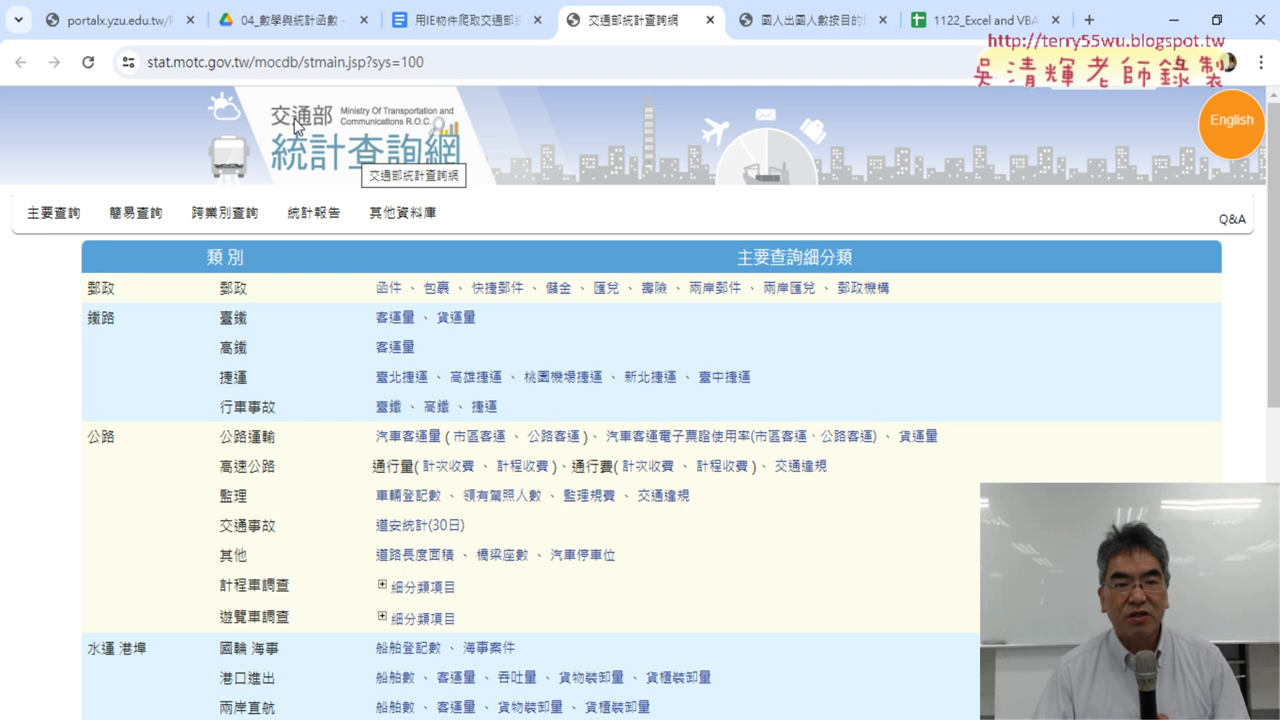 portalx.yzu.edu.tw/F
04_數學與統計函數 -
用IE物件爬取交通部統
交通部統計查詢網
國人出國人數按目的
1122_Excel and VBA
http://terry55wu.blogspot.tw
stat.motc.gov.tw/mocdb/stmain.jsp?sys=100
吳清輝老師錄製
交通部 Ministry Of Transportation and
Communications R.O.C.
統計查詢網
English
交通部統計查詢網
主要查詢 簡易查詢 跨業別查詢 統計報告 其他資料庫
Q&A
類 別 主要查詢細分類
郵政 郵政 函件 、 包裹 、 快捷郵件 、 儲金 、 匯兌 、 壽險 、 兩岸郵件 、 兩岸匯兌 、 郵政機構
鐵路 臺鐵 客運量 、 貨運量
高鐵 客運量
捷運 臺北捷運 、 高雄捷運 、 桃園機場捷運 、 新北捷運 、 臺中捷運
行車事故 臺鐵 、 高鐵 、 捷運
公路 公路運輸 汽車客運量 ( 市區客運 、 公路客運 ) 、 汽車客運電子票證使用率(市區客運、公路客運) 、 貨運量
高速公路 通行量( 計次收費 、 計程收費 ) 、通行費( 計次收費 、 計程收費 ) 、 交通違規
監理 車輛登記數 、 領有駕照人數 、 監理規費 、 交通違規
交通事故 道安統計(30日)
其他 道路長度面積 、 橋梁座數 、 汽車停車位
計程車調查 細分類項目
遊覽車調查 細分類項目
水運 港埠 國輪 海事 船舶登記數 、 海事案件
港口進出 船舶數 、 客運量 、 吞吐量 、 貨物裝卸量 、 貨櫃裝卸量
兩岸直航 船舶數 、 客運量 、 貨物裝卸量 、 貨櫃裝卸量